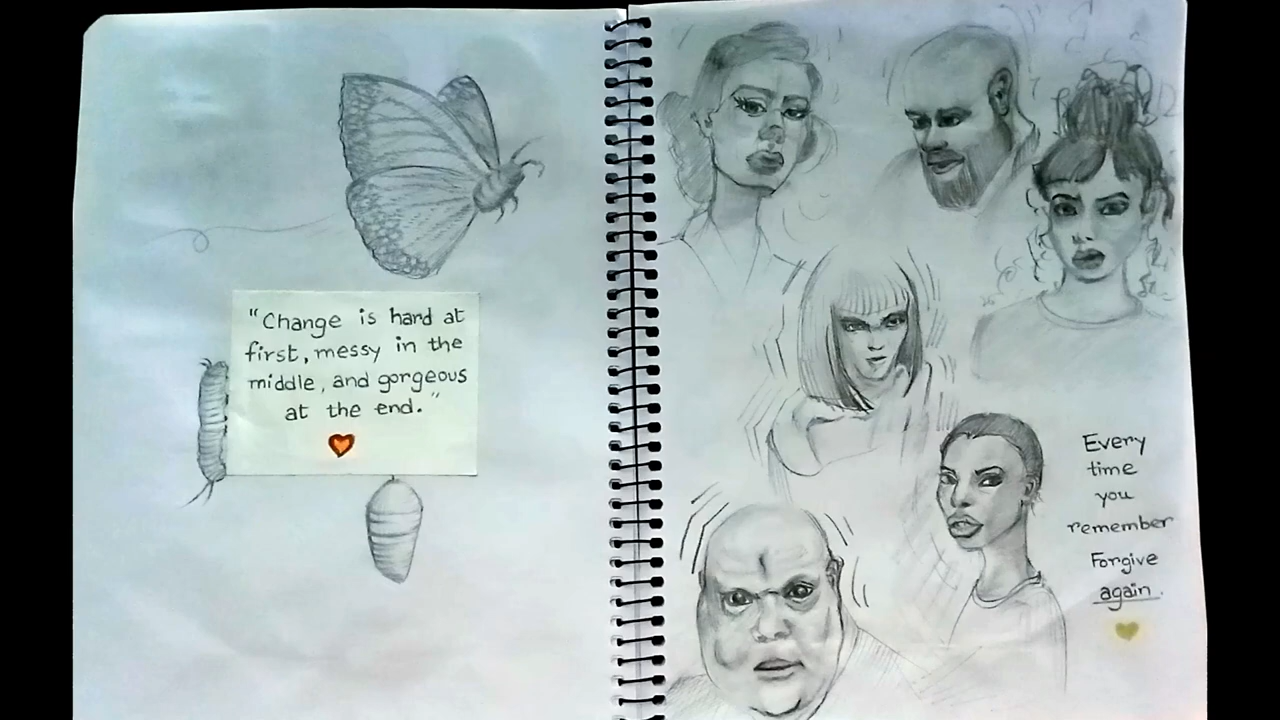 "Change is hard at
first, messy in the
middle, and gorgeous
at the end."
Every
time
you
remember
Forgive
again.